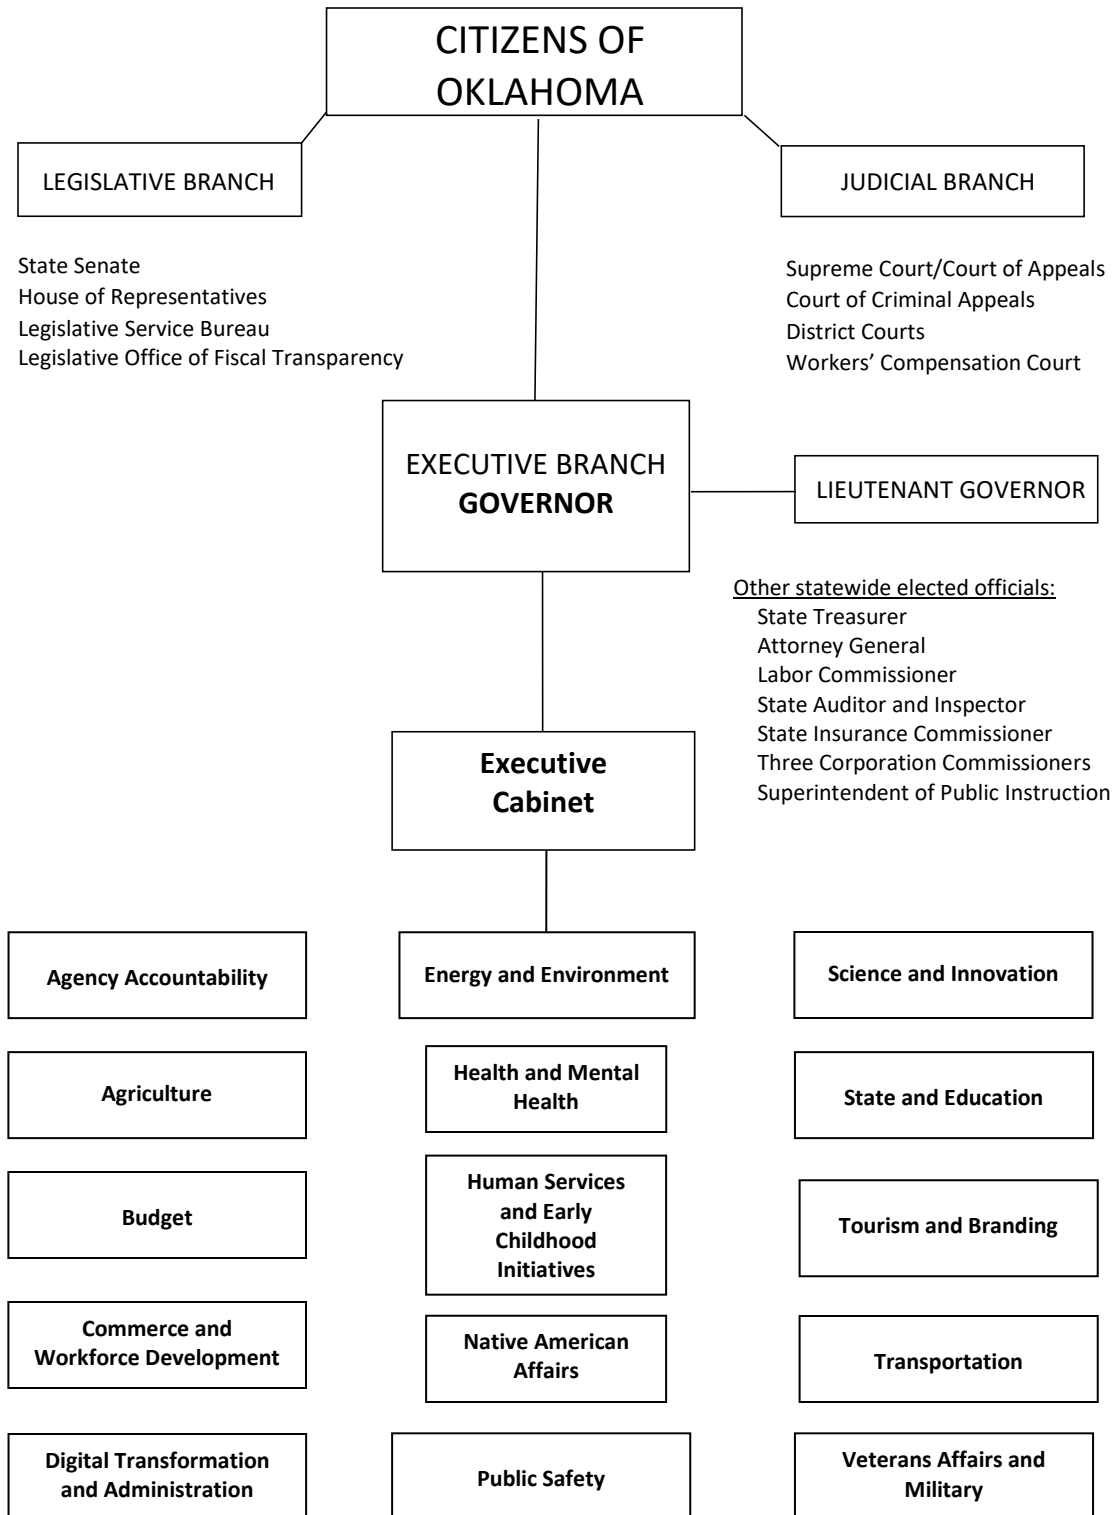 CITIZENS OF
OKLAHOMA
LEGISLATIVE BRANCH
JUDICIAL BRANCH
State Senate
House of Representatives
Legislative Service Bureau
Legislative Office of Fiscal Transparency
Supreme Court/Court of Appeals
Court of Criminal Appeals
District Courts
Workers’ Compensation Court
EXECUTIVE BRANCH
GOVERNOR
LIEUTENANT GOVERNOR
Other statewide elected officials:
State Treasurer
Attorney General
Labor Commissioner
State Auditor and Inspector
State Insurance Commissioner
Three Corporation Commissioners
Superintendent of Public Instruction
Executive
Cabinet
Agency Accountability
Energy and Environment
Science and Innovation
Agriculture
Health and Mental
Health
State and Education
Budget
Human Services
and Early
Childhood
Initiatives
Tourism and Branding
Commerce and
Workforce Development
Native American
Affairs
Transportation
Digital Transformation
and Administration
Public Safety
Veterans Affairs and
Military